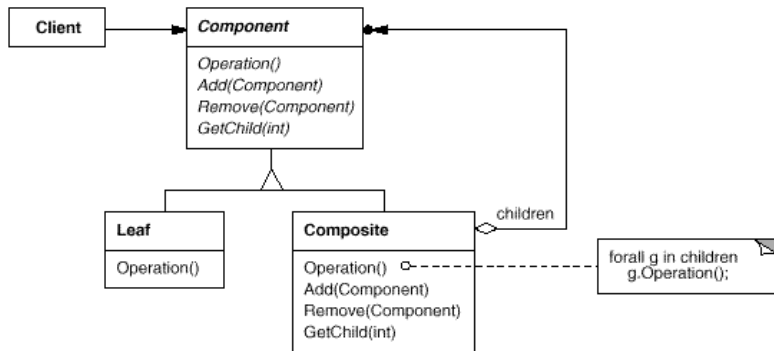 Client
Component
Operation()
Add(Component)
Remove(Component)
GetChild(int)
Leaf
Operation()
Composite
Operation()
Add(Component)
Remove(Component)
GetChild(int)
children
forall g in children
g.Operation();